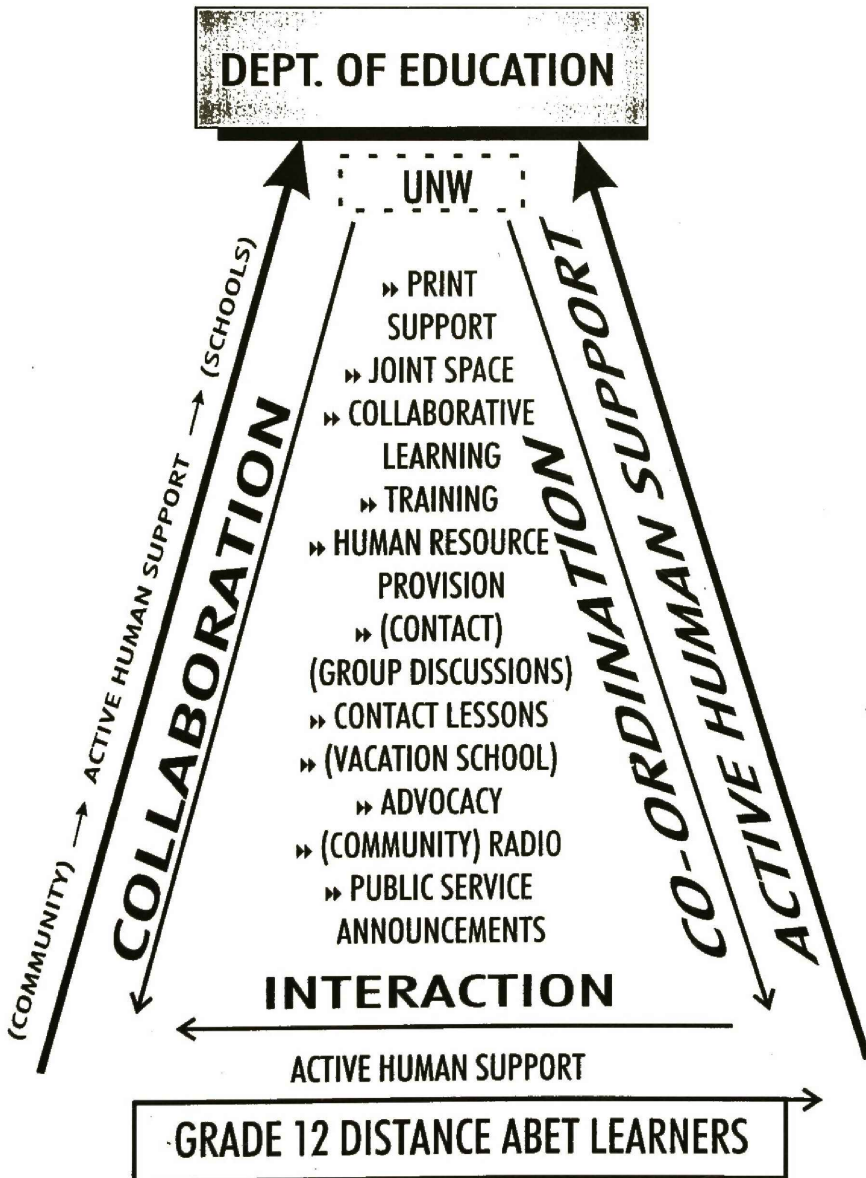 DEPT. OF EDUCATION
UNW
(COMMUNITY) → ACTIVE HUMAN SUPPORT → (SCHOOLS)
COLLABORATION
▸▸ PRINT
SUPPORT
▸▸ JOINT SPACE
▸▸ COLLABORATIVE
LEARNING
▸▸ TRAINING
▸▸ HUMAN RESOURCE
PROVISION
▸▸ (CONTACT)
(GROUP DISCUSSIONS)
▸▸ CONTACT LESSONS
▸▸ (VACATION SCHOOL)
▸▸ ADVOCACY
▸▸ (COMMUNITY) RADIO
▸▸ PUBLIC SERVICE
ANNOUNCEMENTS
CO-ORDINATION
ACTIVE HUMAN SUPPORT
INTERACTION
ACTIVE HUMAN SUPPORT
GRADE 12 DISTANCE ABET LEARNERS